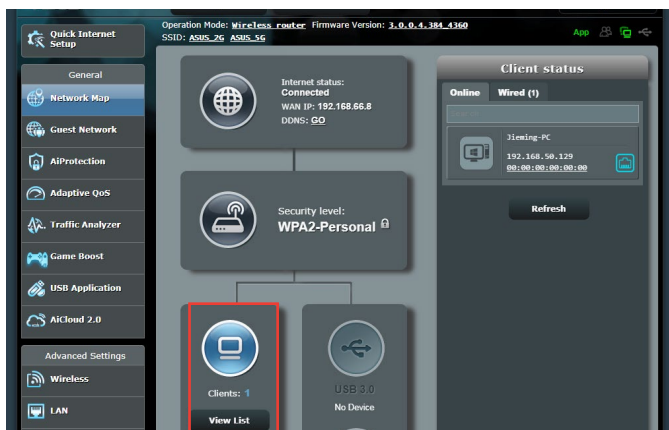 Quick Internet
Setup
Operation Mode: Wireless router Firmware Version: 3.0.0.4.384_4360
SSID: ASUS_2G ASUS_5G
App
General
Network Map
Guest Network
AiProtection
Adaptive QoS
Traffic Analyzer
Game Boost
USB Application
AiCloud 2.0
Advanced Settings
Wireless
LAN
Internet status:
Connected
WAN IP: 192.168.66.8
DDNS: GO
Security level:
WPA2-Personal
Clients: 1
View List
USB 3.0
No Device
Client status
Online Wired (1)
Jieming-PC
192.168.50.129
00:00:00:00:00:00
Refresh